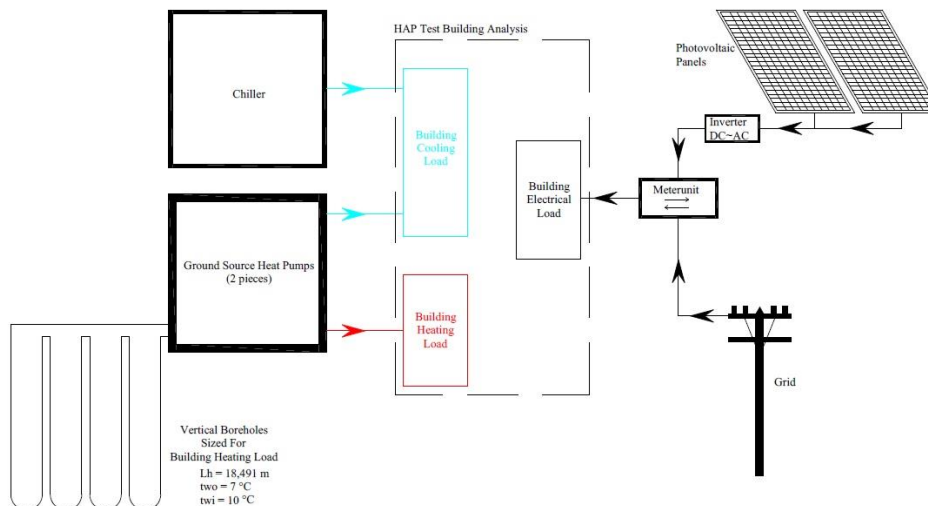 HAP Test Building Analysis
Chiller
Building
Cooling
Load
Photovoltaic
Panels
Inverter
DC~AC
Building
Electrical
Load
Meterunit
Ground Source Heat Pumps
(2 pieces)
Building
Heating
Load
Grid
Vertical Boreholes
Sized For
Building Heating Load
Lh = 18,491 m
two = 7 °C
twi = 10 °C